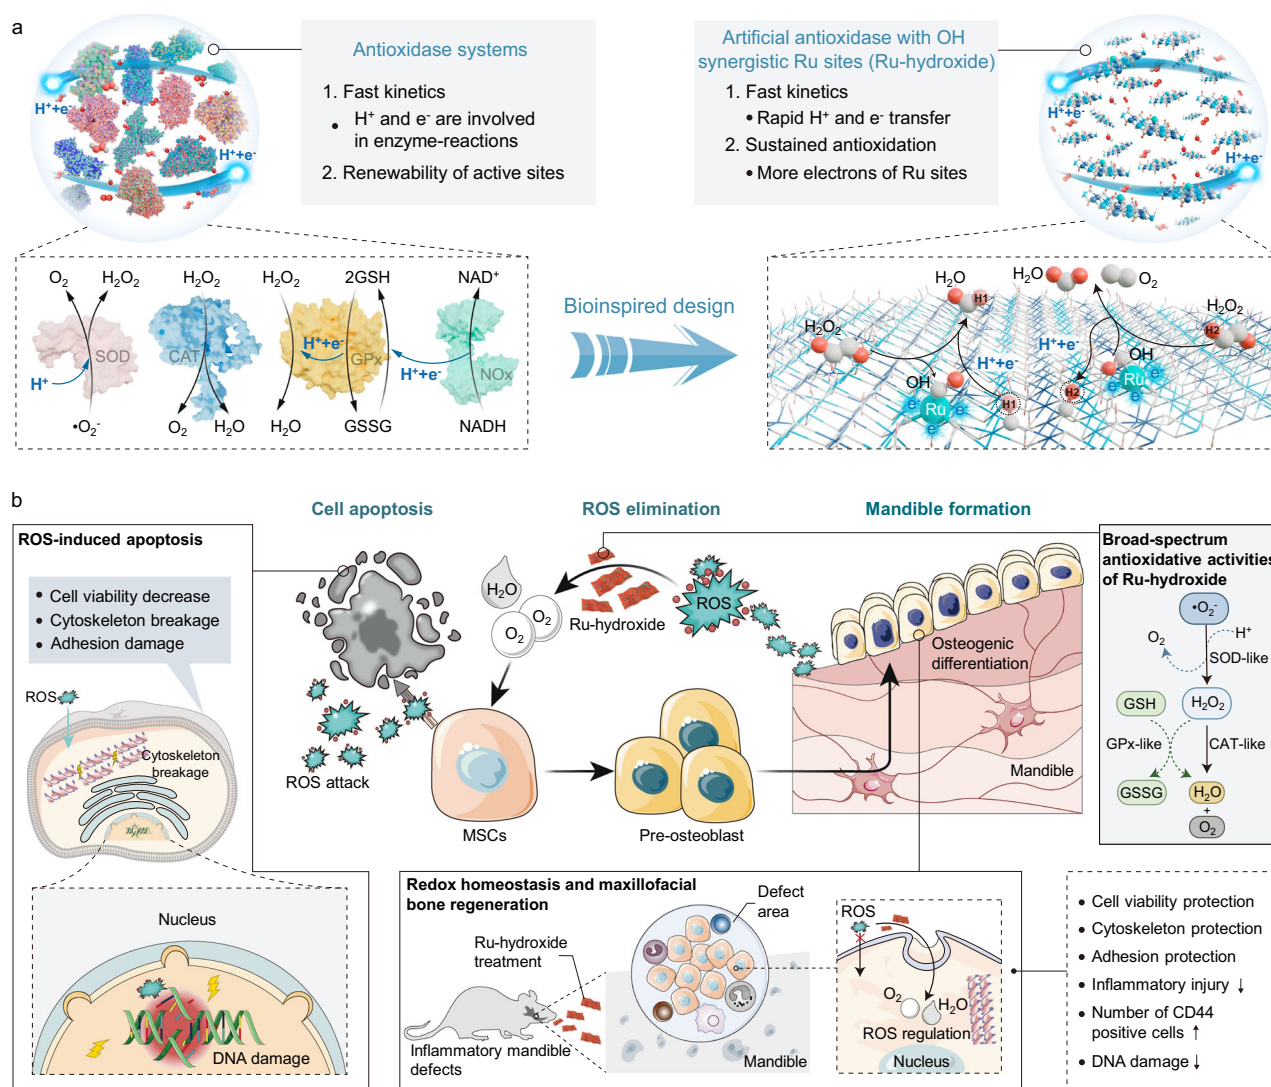 a
Antioxidase systems
1. Fast kinetics
• H⁺ and e⁻ are involved
in enzyme-reactions
2. Renewability of active sites
H⁺+e⁻
H⁺+e⁻
Artificial antioxidase with OH
synergistic Ru sites (Ru-hydroxide)
1. Fast kinetics
• Rapid H⁺ and e⁻ transfer
2. Sustained antioxidation
• More electrons of Ru sites
H⁺+e⁻
H⁺+e⁻
O₂
H₂O₂
H₂O₂
H₂O₂
2GSH
NAD⁺
SOD
CAT
GPx
NOx
H⁺
H⁺+e⁻
H⁺+e⁻
•O₂⁻
O₂
H₂O
H₂O
GSSG
NADH
Bioinspired design
H₂O
H1
H₂O
O₂
H₂O₂
H₂O₂
H2
H⁺+e⁻
H⁺+e⁻
OH
OH
Ru
Ru
e⁻
e⁻
e⁻
e⁻
e⁻
e⁻
H1
H2
b
Cell apoptosis
ROS elimination
Mandible formation
ROS-induced apoptosis
• Cell viability decrease
• Cytoskeleton breakage
• Adhesion damage
ROS
Cytoskeleton
breakage
Nucleus
DNA damage
ROS attack
H₂O
O₂
O₂
Ru-hydroxide
ROS
MSCs
Pre-osteoblast
Osteogenic
differentiation
Mandible
Broad-spectrum
antioxidative activities
of Ru-hydroxide
•O₂⁻
O₂
H⁺
SOD-like
GSH
H₂O₂
GPx-like
CAT-like
GSSG
H₂O
+
O₂
Redox homeostasis and maxillofacial
bone regeneration
Ru-hydroxide
treatment
Inflammatory mandible
defects
Defect
area
Mandible
ROS
O₂
H₂O
ROS regulation
Nucleus
• Cell viability protection
• Cytoskeleton protection
• Adhesion protection
• Inflammatory injury ↓
• Number of CD44
positive cells ↑
• DNA damage ↓